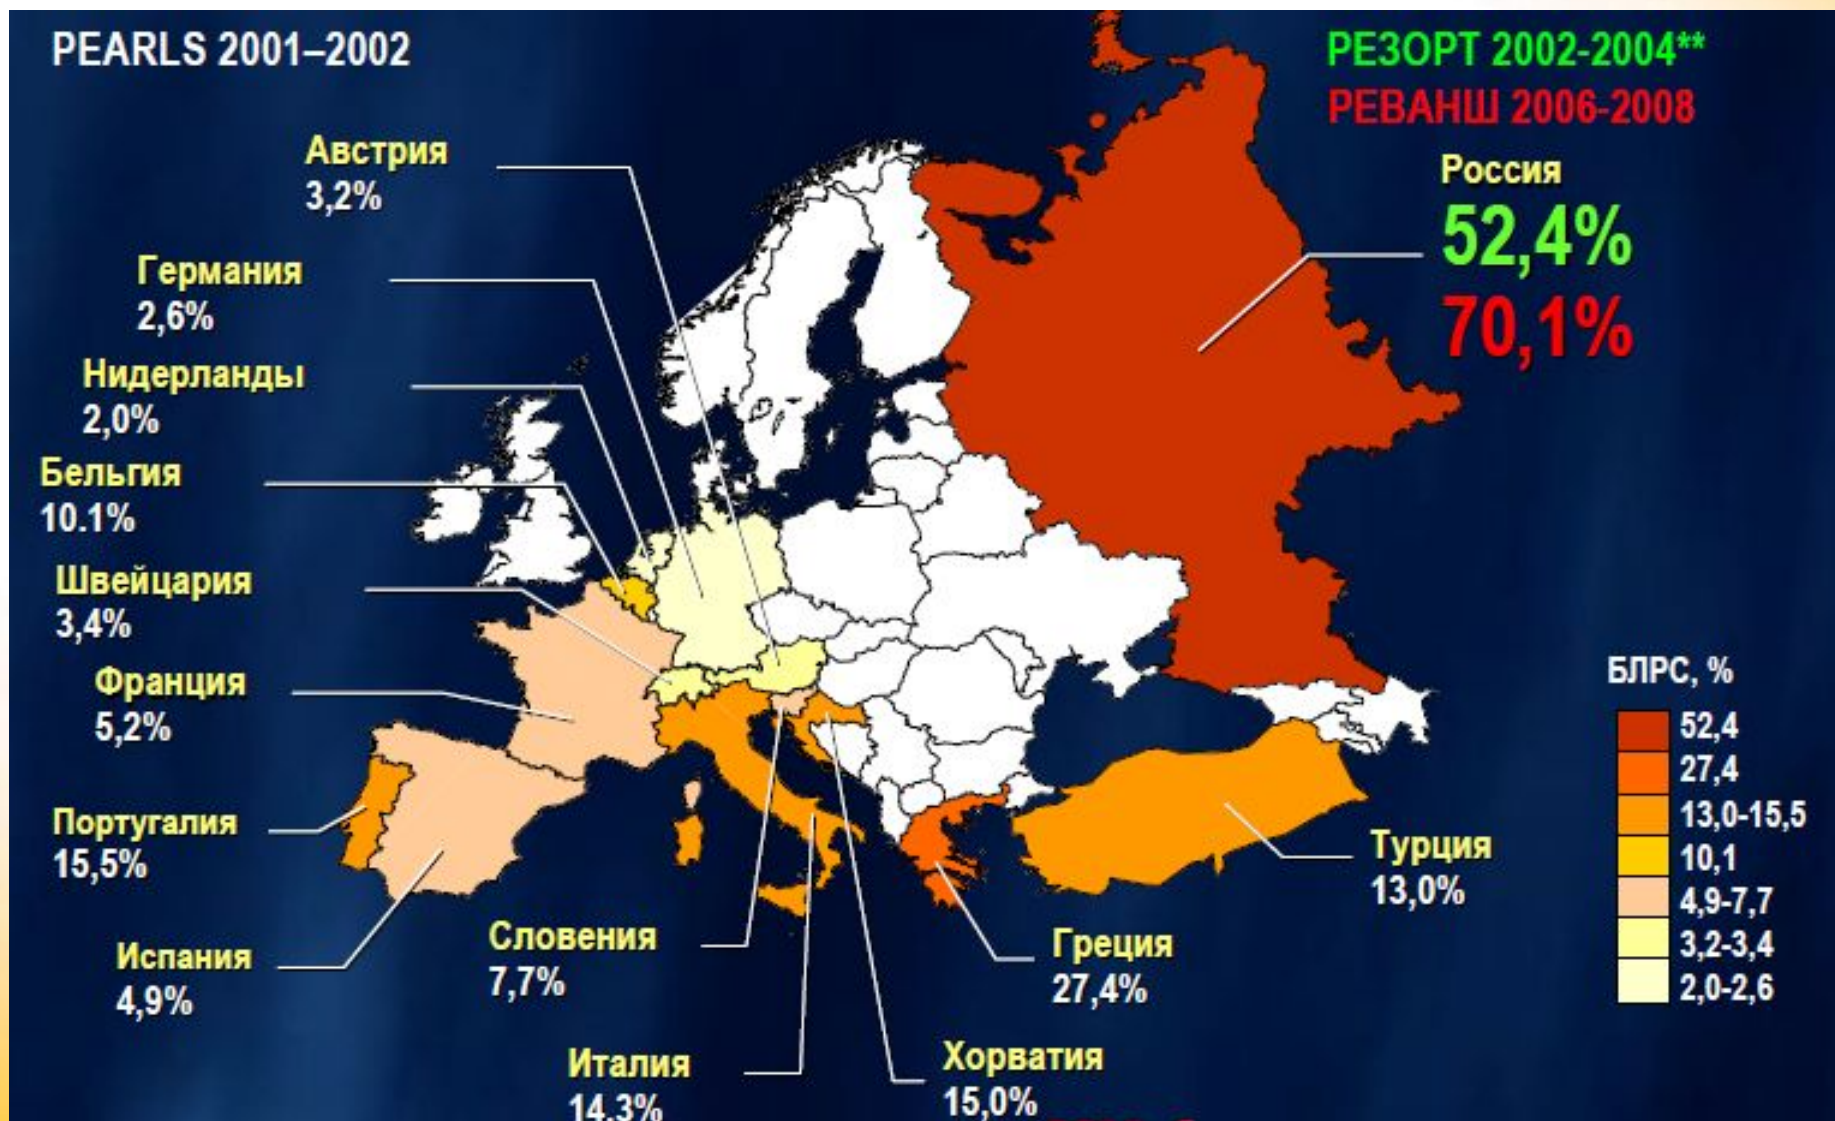 PEARLS 2001–2002
РЕЗОРТ 2002-2004**
РЕВАНШ 2006-2008
Россия
52,4%
70,1%
Австрия
3,2%
Германия
2,6%
Нидерланды
2,0%
Бельгия
10.1%
Швейцария
3,4%
Франция
5,2%
Португалия
15,5%
Испания
4,9%
Словения
7,7%
Италия
14,3%
Хорватия
15,0%
Греция
27,4%
Турция
13,0%
БЛРС, %
52,4
27,4
13,0-15,5
10,1
4,9-7,7
3,2-3,4
2,0-2,6